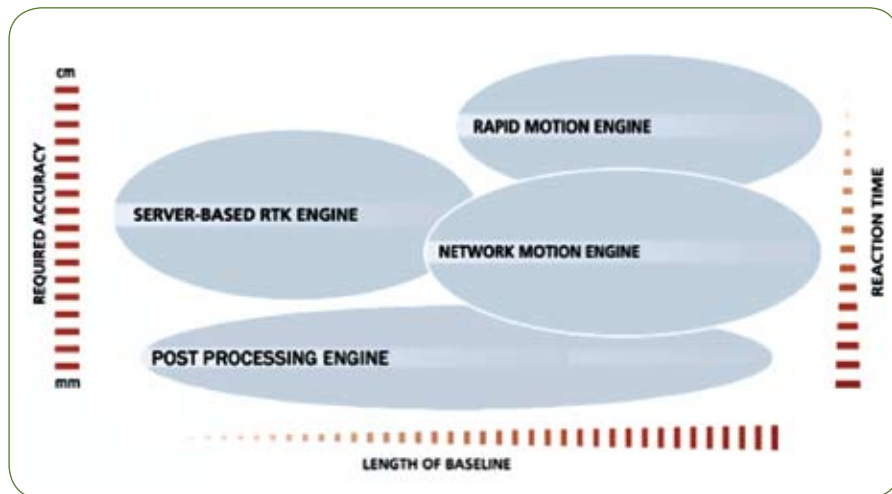 cm
RAPID MOTION ENGINE
SERVER-BASED RTK ENGINE
NETWORK MOTION ENGINE
POST PROCESSING ENGINE
mm
REQUIRED ACCURACY
REACTION TIME
LENGTH OF BASELINE